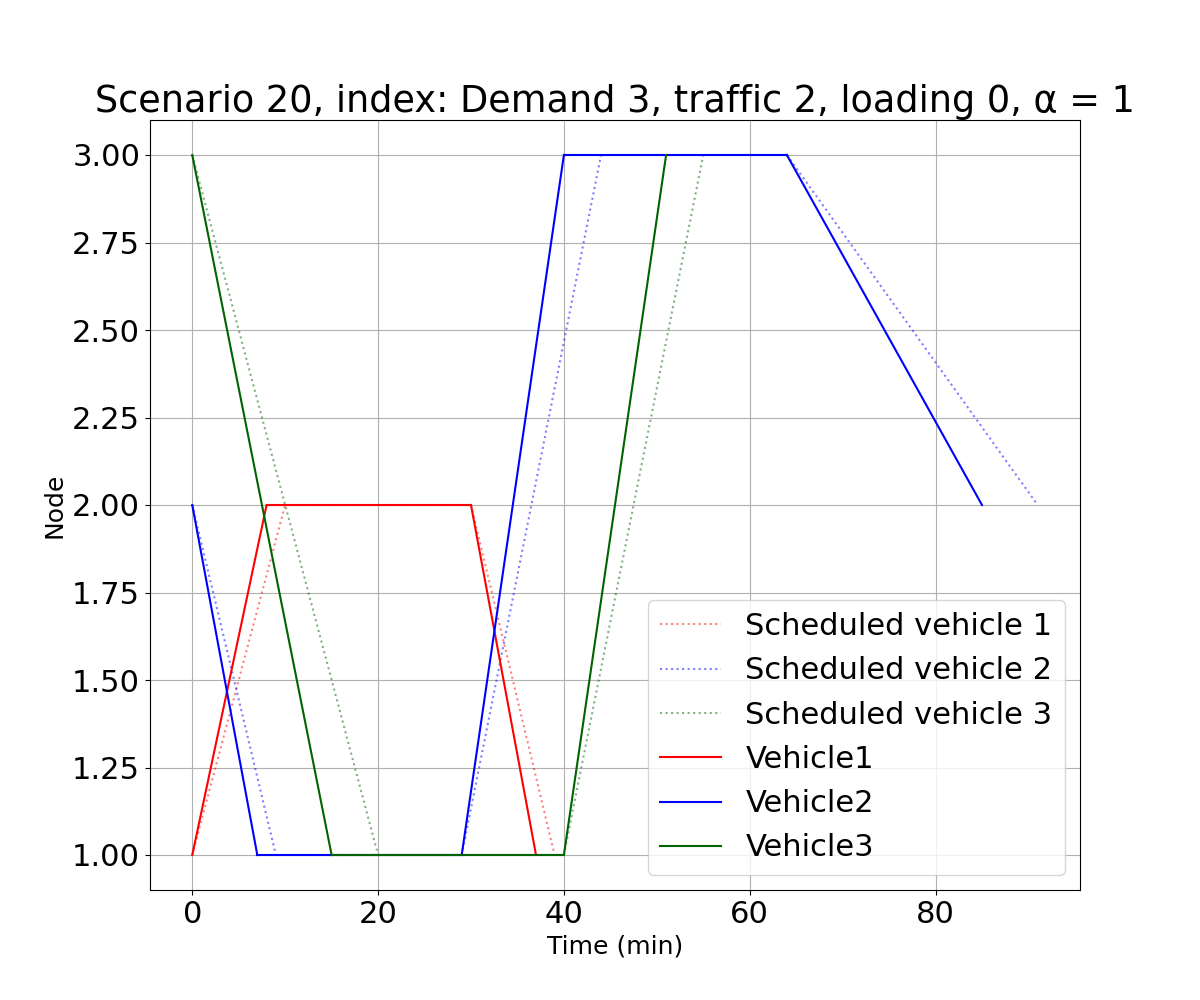 Scenario 20, index: Demand 3, traffic 2, loading 0, α = 1
3.00
2.75
2.50
2.25
2.00
1.75
1.50
1.25
1.00
Node
Scheduled vehicle 1
Scheduled vehicle 2
Scheduled vehicle 3
Vehicle1
Vehicle2
Vehicle3
0 20 40 60 80
Time (min)